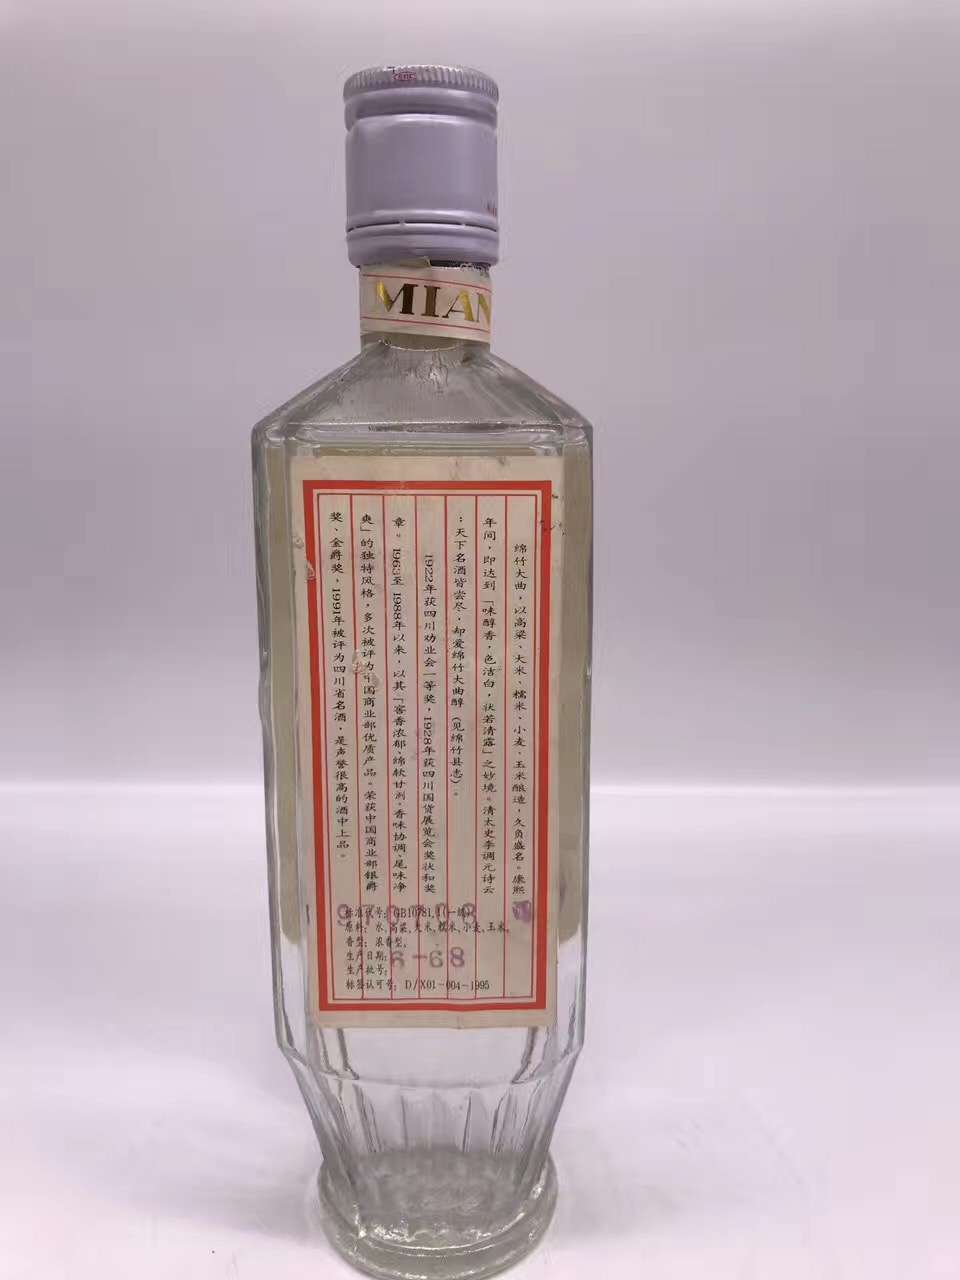 MIAN
绵竹大曲，以高粱、大米、糯米、小麦、玉米酿造，久负盛名。康熙
年间，即达到「味醇香，色洁白，状若清露」之妙境。清太史李调元诗云
：天下名酒皆尝尽，却爱绵竹大曲醇（见绵竹县志）。
1922年获四川劝业会一等奖，1928年获四川国货展览会奖状和奖
章。1963至1988年以来，以其「窖香浓郁、绵软甘冽，香味协调、尾味净
爽」的独特风格，多次被评为中国商业部优质产品。荣获中国商业部银爵
奖、金爵奖，1991年被评为四川省名酒，是声誉很高的酒中上品。
标准代号：GB10781.1(一级)
原料：水,高粱,大米,糯米,小麦,玉米,
香型：浓香型,
生产日期：
生产批号：
6-68
标签认可号：D/X01-004-1995